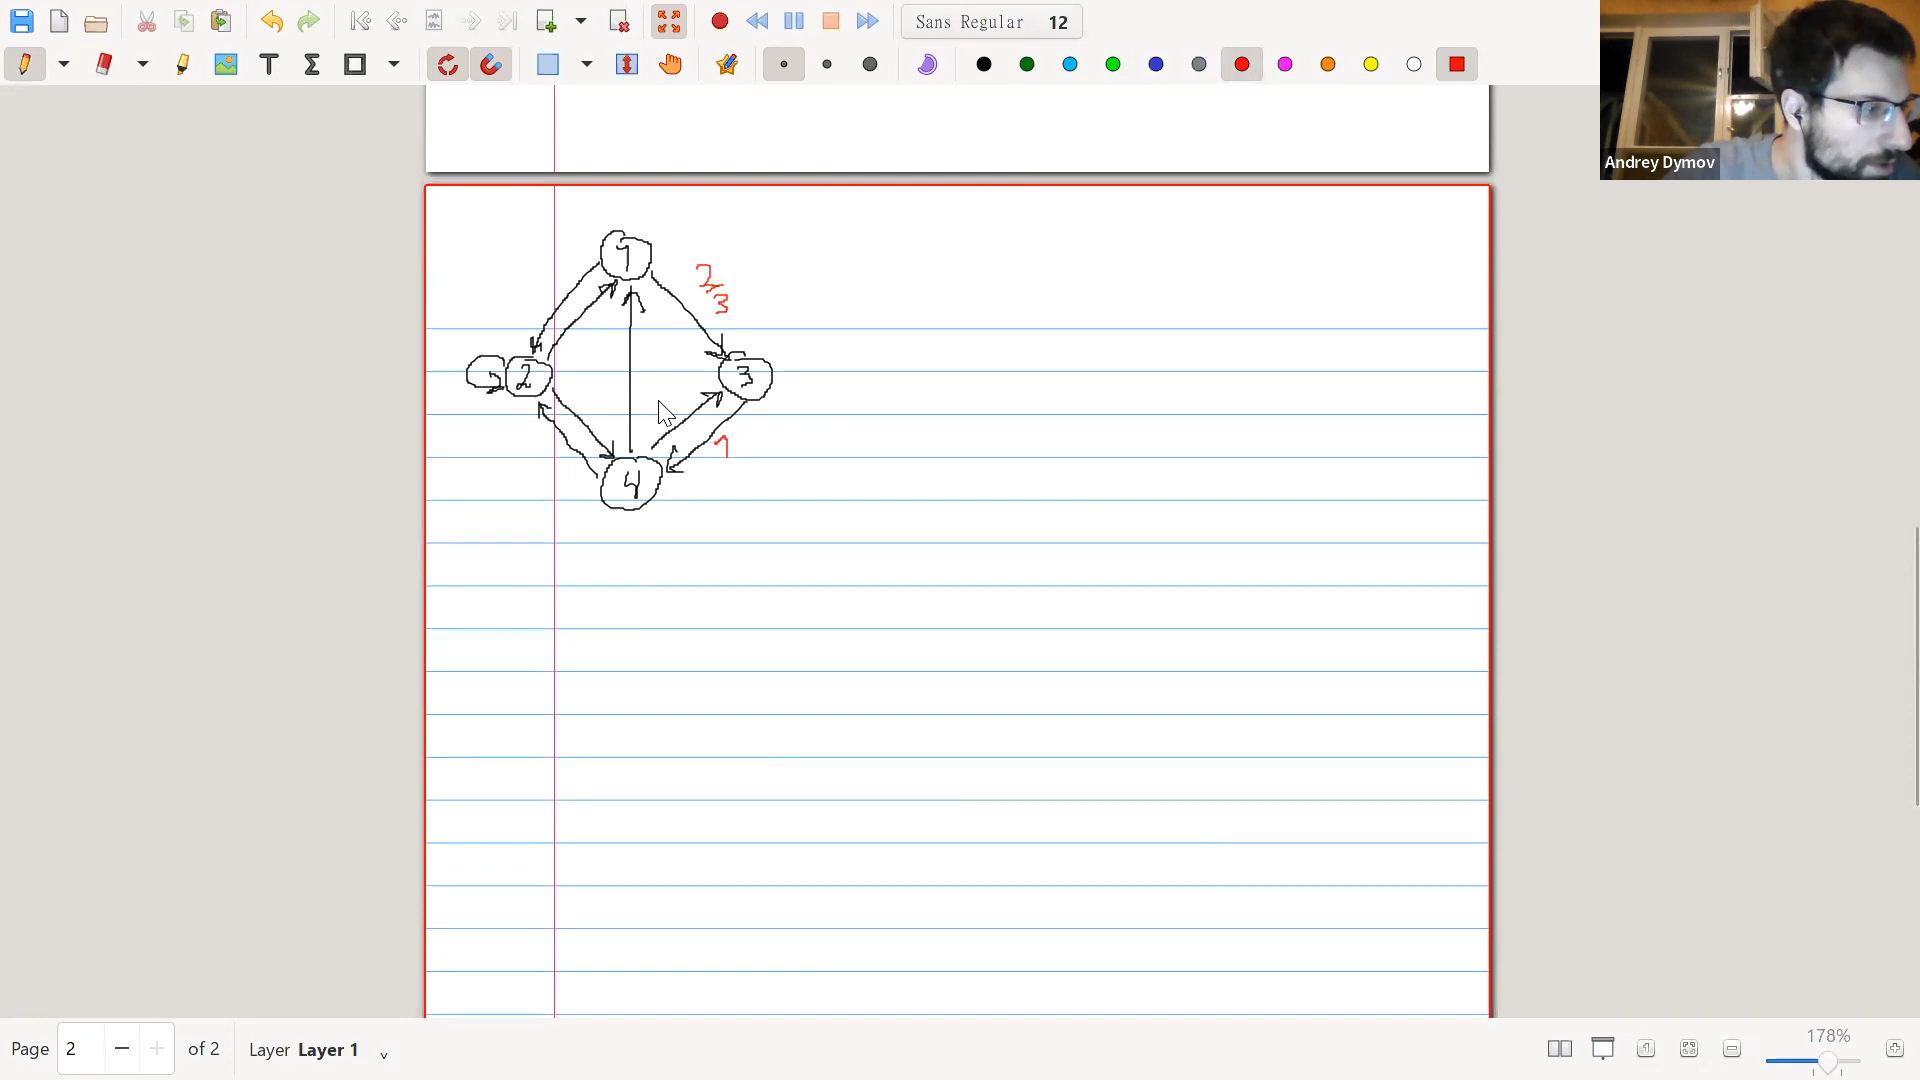 Sans Regular 12
Andrey Dymov
1
2/3
2
3
1
4
Page 2 of 2 Layer Layer 1
178%